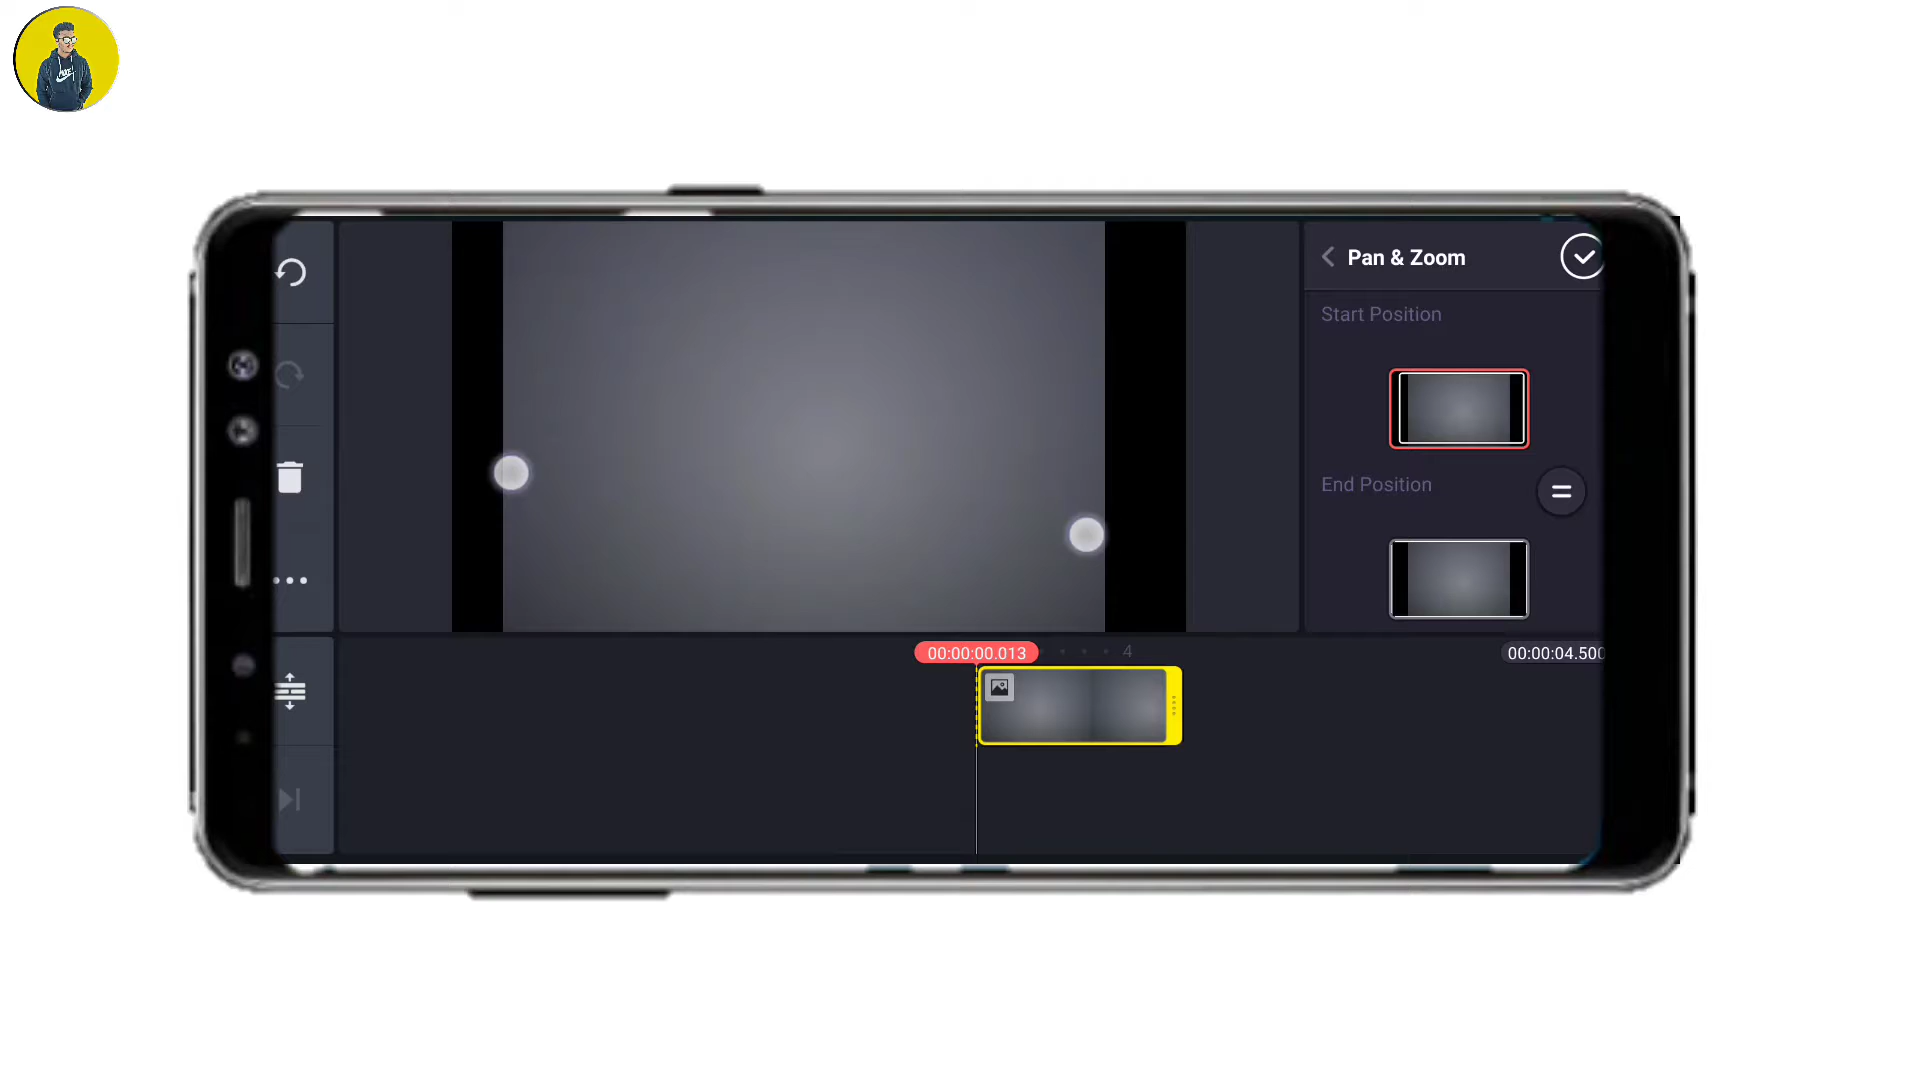 Pan & Zoom
Start Position
End Position
00:00:00.013
4
00:00:04.500